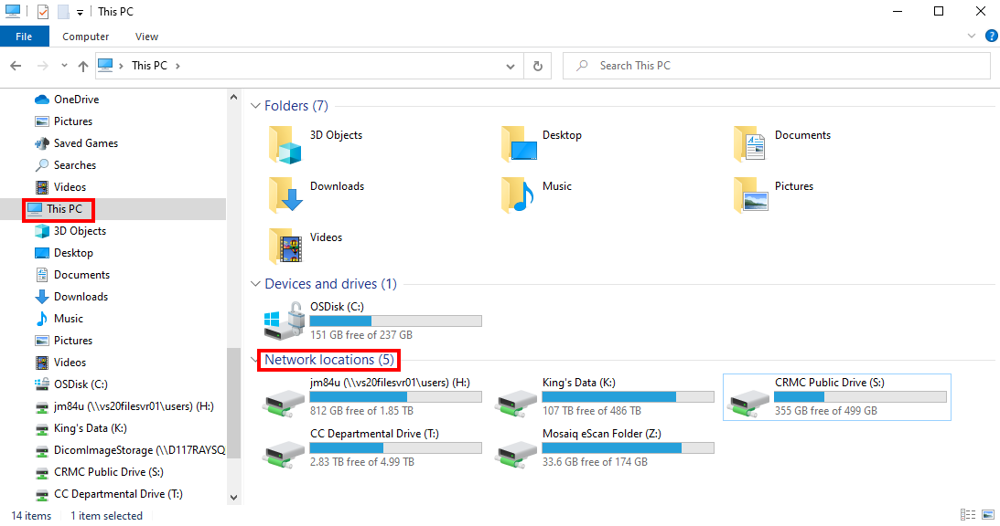 This PC
File Computer View
This PC
Search This PC
OneDrive
Pictures
Saved Games
Searches
Videos
This PC
3D Objects
Desktop
Documents
Downloads
Music
Pictures
Videos
OSDisk (C:)
jm84u (\\vs20filesvr01\users) (H:)
King's Data (K:)
DicomImageStorage (\\D117RAYSQ
CRMC Public Drive (S:)
CC Departmental Drive (T:)
Folders (7)
3D Objects
Desktop
Documents
Downloads
Music
Pictures
Videos
Devices and drives (1)
OSDisk (C:)
151 GB free of 237 GB
Network locations (5)
jm84u (\\vs20filesvr01\users) (H:)
812 GB free of 1.85 TB
King's Data (K:)
107 TB free of 486 TB
CRMC Public Drive (S:)
355 GB free of 499 GB
CC Departmental Drive (T:)
2.83 TB free of 4.99 TB
Mosaiq eScan Folder (Z:)
33.6 GB free of 174 GB
14 items 1 item selected